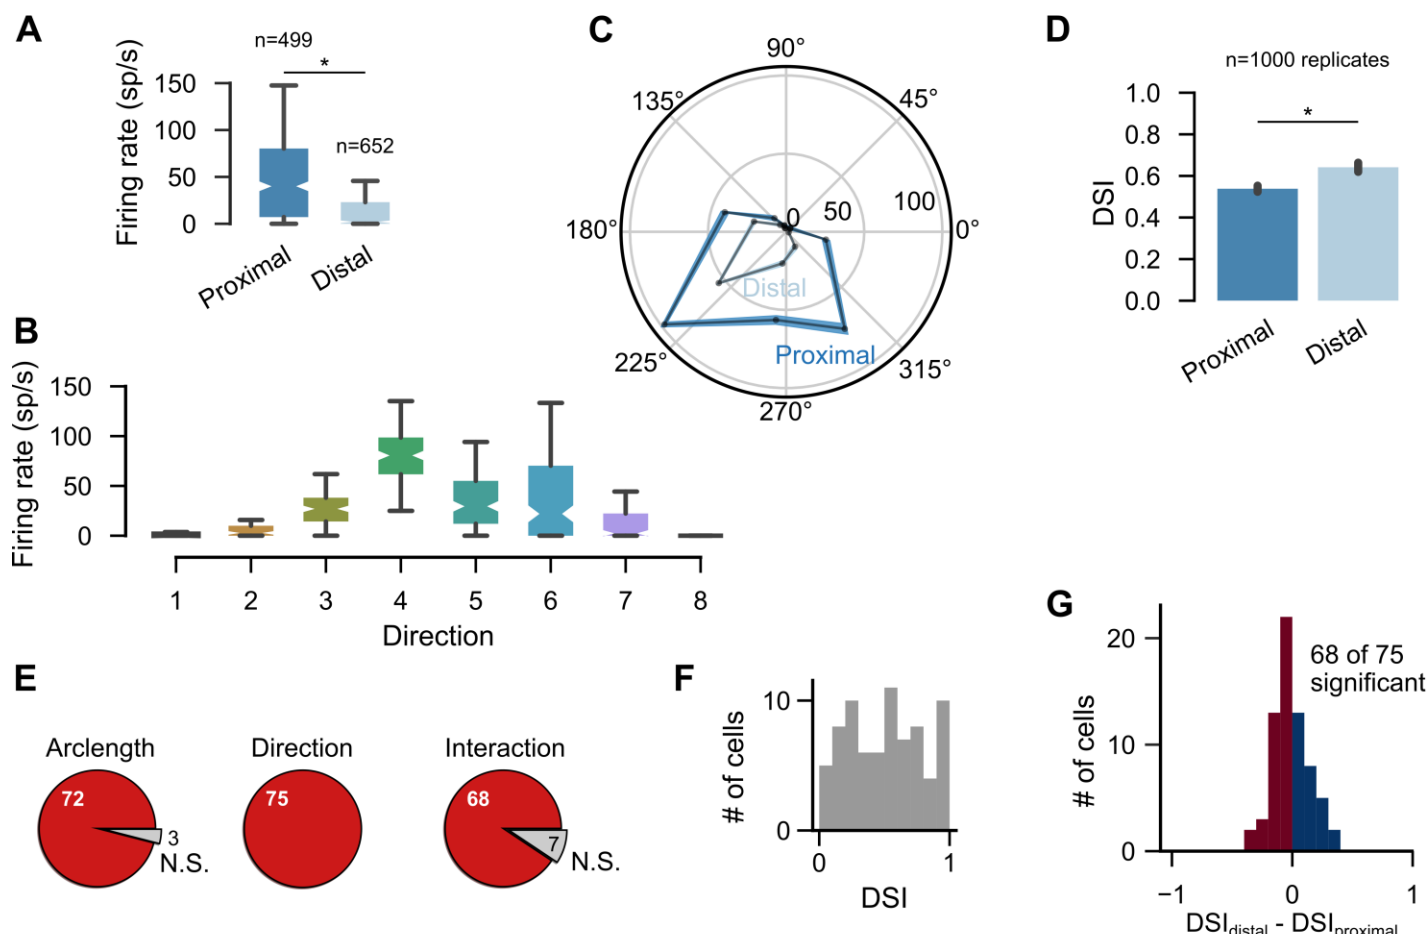 A
n=499
*
n=652
Firing rate (sp/s)
150
100
50
0
Proximal
Distal
B
Firing rate (sp/s)
150
100
50
0
1 2 3 4 5 6 7 8
Direction
C
90°
135°
45°
180°
0 50 100
0°
Distal
Proximal
225°
315°
270°
D
n=1000 replicates
*
DSI
1.0
0.8
0.6
0.4
0.2
0.0
Proximal
Distal
E
Arclength
72
3
N.S.
Direction
75
Interaction
68
7
N.S.
F
# of cells
10
0
0 1
DSI
G
68 of 75
significant
# of cells
20
10
0
−1 0 1
DSIdistal - DSIproximal